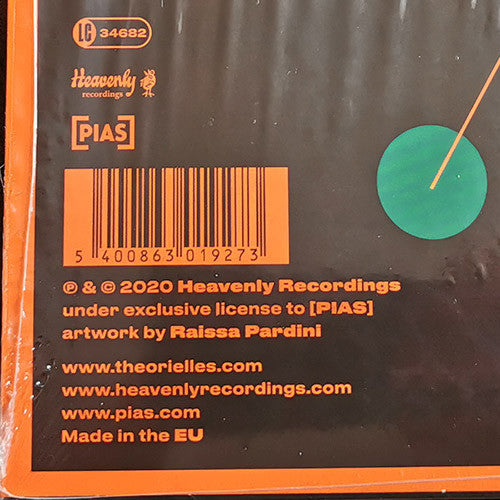 LC 34682
Heavenly
recordings
[PIAS]
5 400863 019273
℗ & © 2020 Heavenly Recordings
under exclusive license to [PIAS]
artwork by Raissa Pardini
www.theorielles.com
www.heavenlyrecordings.com
www.pias.com
Made in the EU